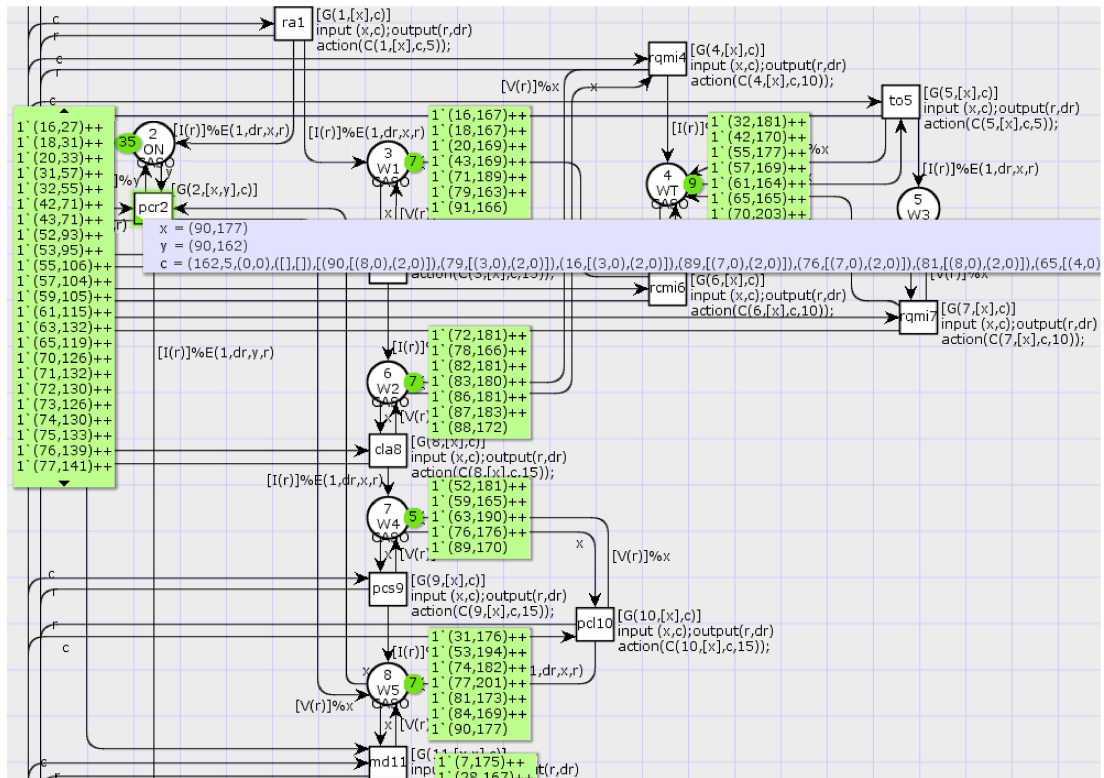 c
r
ra1
[G(1,[x],c)]
input (x,c);output(r,dr)
action(C(1,[x],c,5));
c
r
rqmi4
[G(4,[x],c)]
input (x,c);output(r,dr)
action(C(4,[x],c,10));
[V(r)]%x
x
c
to5
[G(5,[x],c)]
input (x,c);output(r,dr)
action(C(5,[x],c,5));
1`(16,27)++
1`(18,31)++
1`(20,33)++
1`(31,57)++
1`(32,55)++
1`(42,71)++
1`(43,71)++
1`(52,93)++
1`(53,95)++
1`(55,106)++
1`(57,104)++
1`(59,105)++
1`(61,115)++
1`(63,132)++
1`(65,119)++
1`(70,126)++
1`(71,132)++
1`(72,130)++
1`(73,126)++
1`(74,130)++
1`(75,133)++
1`(76,139)++
1`(77,141)++
35
2
ON
CASO
[I(r)]%E(1,dr,x,r)
]%y
y
pcr2
[G(2,[x,y],c)]
r)
[I(r)]%E(1,dr,x,r)
3
W1
CASO
7
x
[V(r)
1`(16,167)++
1`(18,167)++
1`(20,169)++
1`(43,169)++
1`(71,189)++
1`(79,163)++
1`(91,166)
[I(r)]
4
WT
CASO
9
1`(32,181)++
1`(42,170)++
1`(55,177)++
1`(57,169)++
1`(61,164)++
1`(65,165)++
1`(70,203)++
%x
x
[I(r)]%E(1,dr,x,r)
5
W3
x = (90,177)
y = (90,162)
c = (162,5,(0,0),([],[]),[(90,[(8,0),(2,0)]),(79,[(3,0),(2,0)]),(16,[(3,0),(2,0)]),(89,[(7,0),(2,0)]),(76,[(7,0),(2,0)]),(81,[(8,0),(2,0)]),(65,[(4,0)
action(C(3,[x],c,15));
rcmi6
[G(6,[x],c)]
input (x,c);output(r,dr)
action(C(6,[x],c,10));
[V(r)]%x
rqmi7
[G(7,[x],c)]
input (x,c);output(r,dr)
action(C(7,[x],c,10));
[I(r)]%E(1,dr,y,r)
[I(r)]
6
W2
CASO
7
x
[V(r)
1`(72,181)++
1`(78,166)++
1`(82,181)++
1`(83,180)++
1`(86,181)++
1`(87,183)++
1`(88,172)
cla8
[G(8,[x],c)]
input (x,c);output(r,dr)
action(C(8,[x],c,15));
[I(r)]%E(1,dr,x,r)
7
W4
CASO
5
x
[V(r)]
1`(52,181)++
1`(59,165)++
1`(63,190)++
1`(76,176)++
1`(89,170)
x
[V(r)]%x
c
r
pcs9
[G(9,[x],c)]
input (x,c);output(r,dr)
action(C(9,[x],c,15));
r
c
pcl10
[G(10,[x],c)]
input (x,c);output(r,dr)
action(C(10,[x],c,15));
[I(r)]
8
W5
CASO
7
x
[V(r)]%x
x
[V(r)
1`(31,176)++
1`(53,194)++
1`(74,182)++
1`(77,201)++
1`(81,173)++
1`(84,169)++
1`(90,177)
1,dr,x,r)
c
r
md11
[G(11,[x,x],c)]
1`(7,175)++
1`(28,167)++